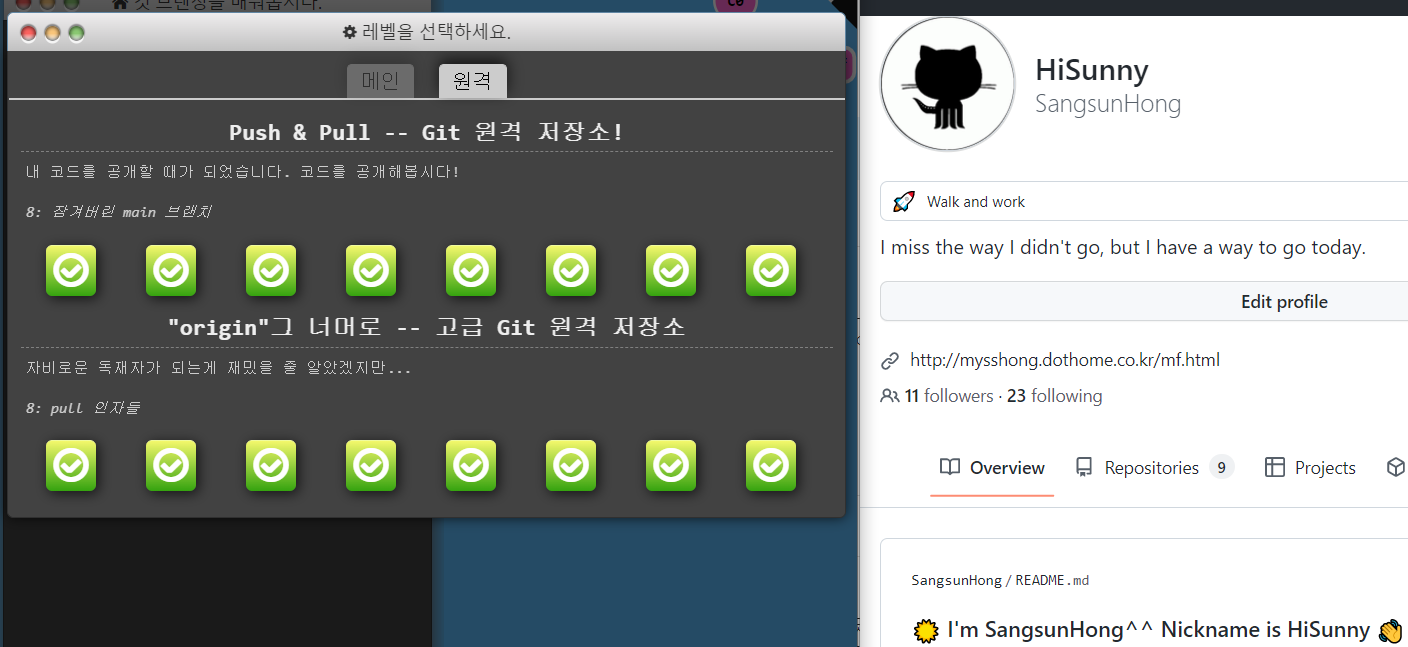 첫 브랜칭을 배워봅시다.
C0
레벨을 선택하세요.
메인
원격
Push & Pull -- Git 원격 저장소!
내 코드를 공개할 때가 되었습니다. 코드를 공개해봅시다!
8: 잠겨버린 main 브랜치
"origin"그 너머로 -- 고급 Git 원격 저장소
자비로운 독재자가 되는게 재밌을 줄 알았겠지만...
8: pull 인자들
HiSunny
SangsunHong
Walk and work
I miss the way I didn't go, but I have a way to go today.
Edit profile
http://mysshong.dothome.co.kr/mf.html
11 followers · 23 following
Overview
Repositories 9
Projects
SangsunHong / README.md
I'm SangsunHong^^ Nickname is HiSunny